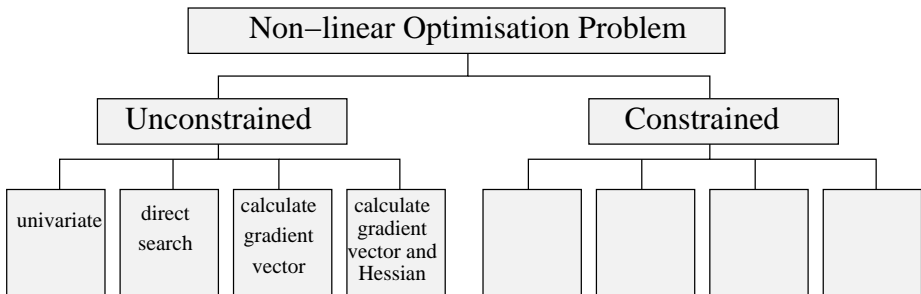 Non–linear Optimisation Problem
Unconstrained
Constrained
univariate
direct
search
calculate
gradient
vector
calculate
gradient
vector and
Hessian